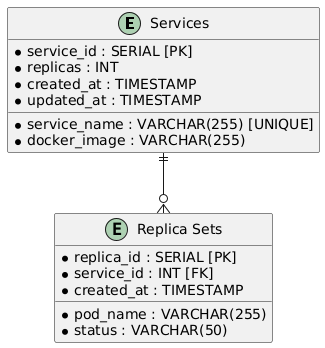 E Services
* service_id : SERIAL [PK]
* replicas : INT
* created_at : TIMESTAMP
* updated_at : TIMESTAMP
* service_name : VARCHAR(255) [UNIQUE]
* docker_image : VARCHAR(255)
E Replica Sets
* replica_id : SERIAL [PK]
* service_id : INT [FK]
* created_at : TIMESTAMP
* pod_name : VARCHAR(255)
* status : VARCHAR(50)